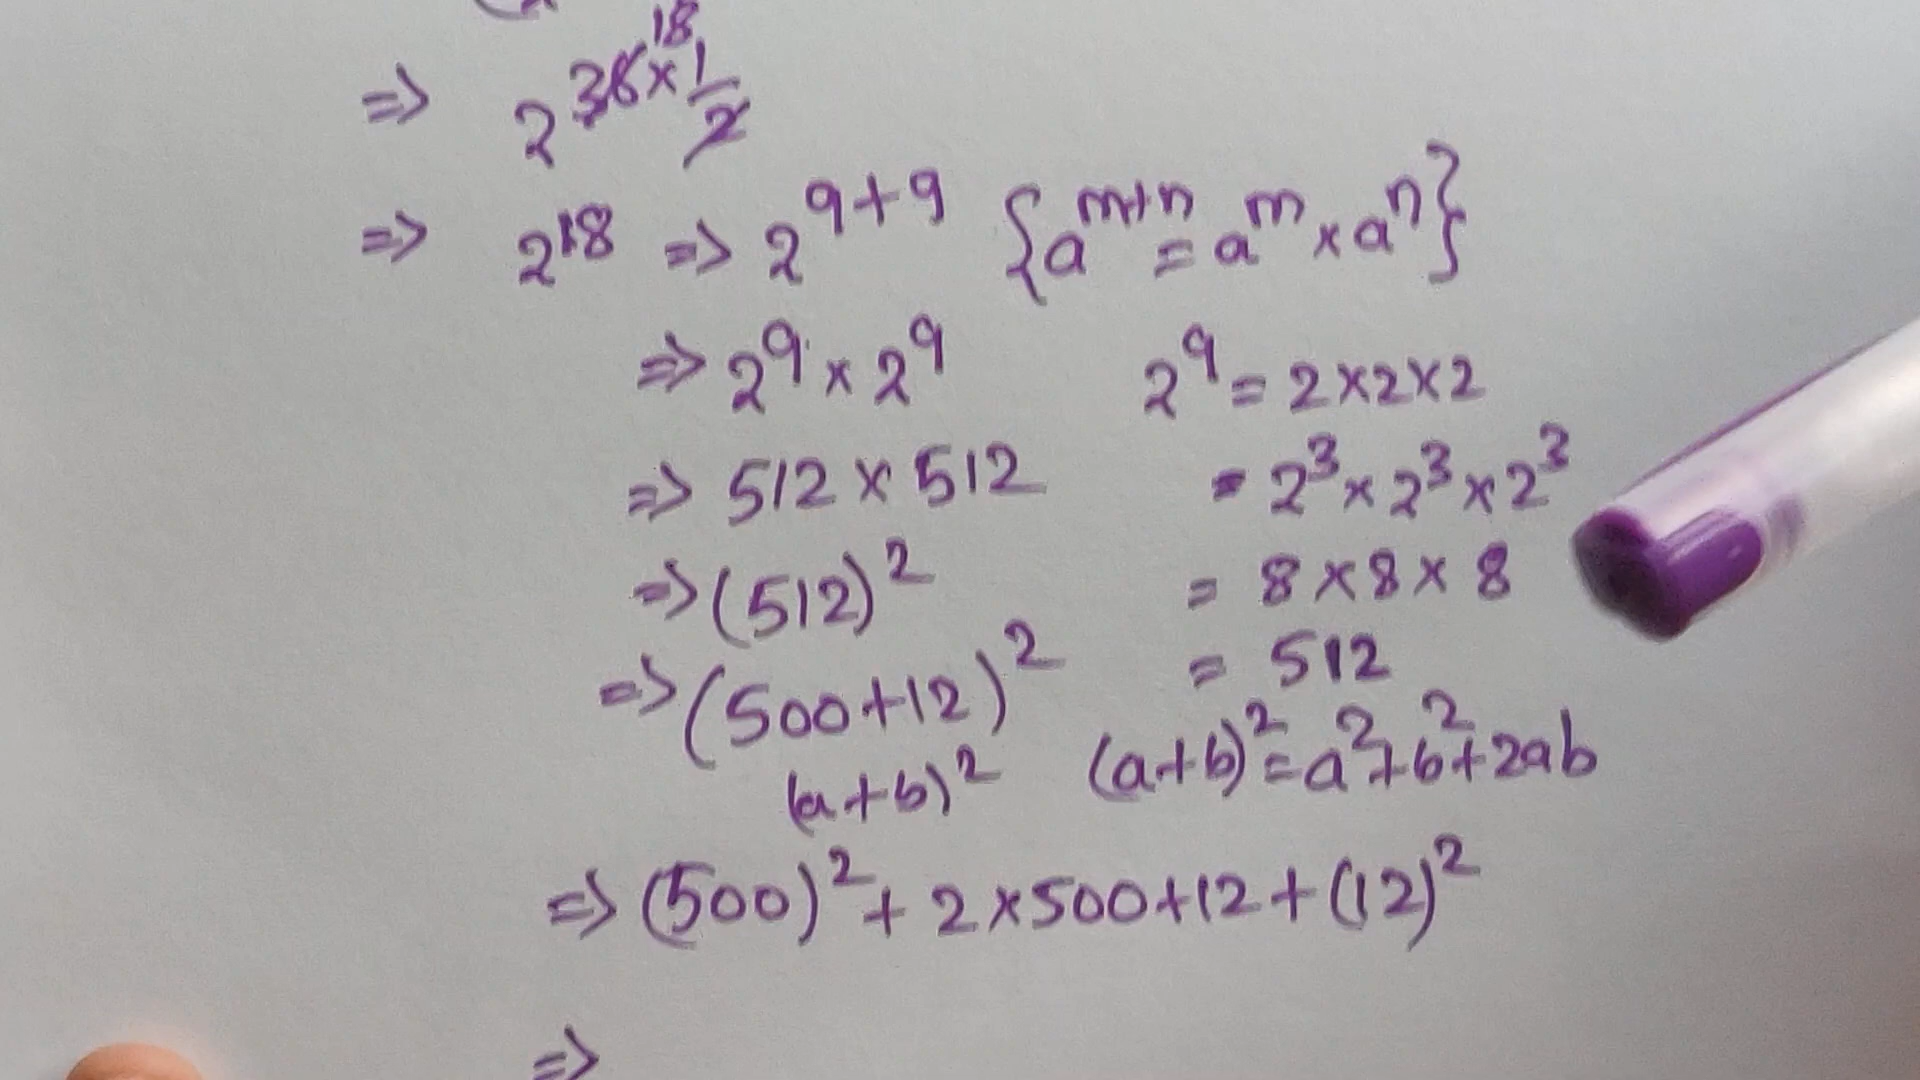 ⇒ 2^36×1/2 18
⇒ 2^18 ⇒ 2^9+9 {a^m+n = a^m × a^n}
⇒ 2^9 × 2^9
2^9 = 2×2×2
⇒ 512 × 512
= 2^3 × 2^3 × 2^3
⇒ (512)^2
= 8 × 8 × 8
⇒ (500+12)^2
= 512
(a+b)^2
(a+b)^2 = a^2+b^2+2ab
⇒ (500)^2 + 2×500+12+(12)^2
⇒